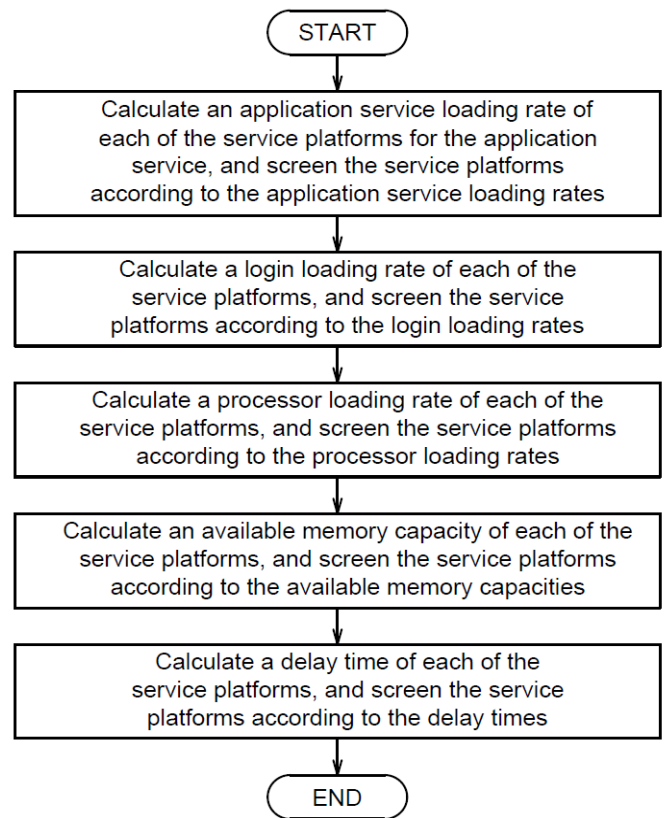 START
Calculate an application service loading rate of
each of the service platforms for the application
service, and screen the service platforms
according to the application service loading rates
Calculate a login loading rate of each of the
service platforms, and screen the service
platforms according to the login loading rates
Calculate a processor loading rate of each of the
service platforms, and screen the service platforms
according to the processor loading rates
Calculate an available memory capacity of each of the
service platforms, and screen the service platforms
according to the available memory capacities
Calculate a delay time of each of the
service platforms, and screen the service
platforms according to the delay times
END